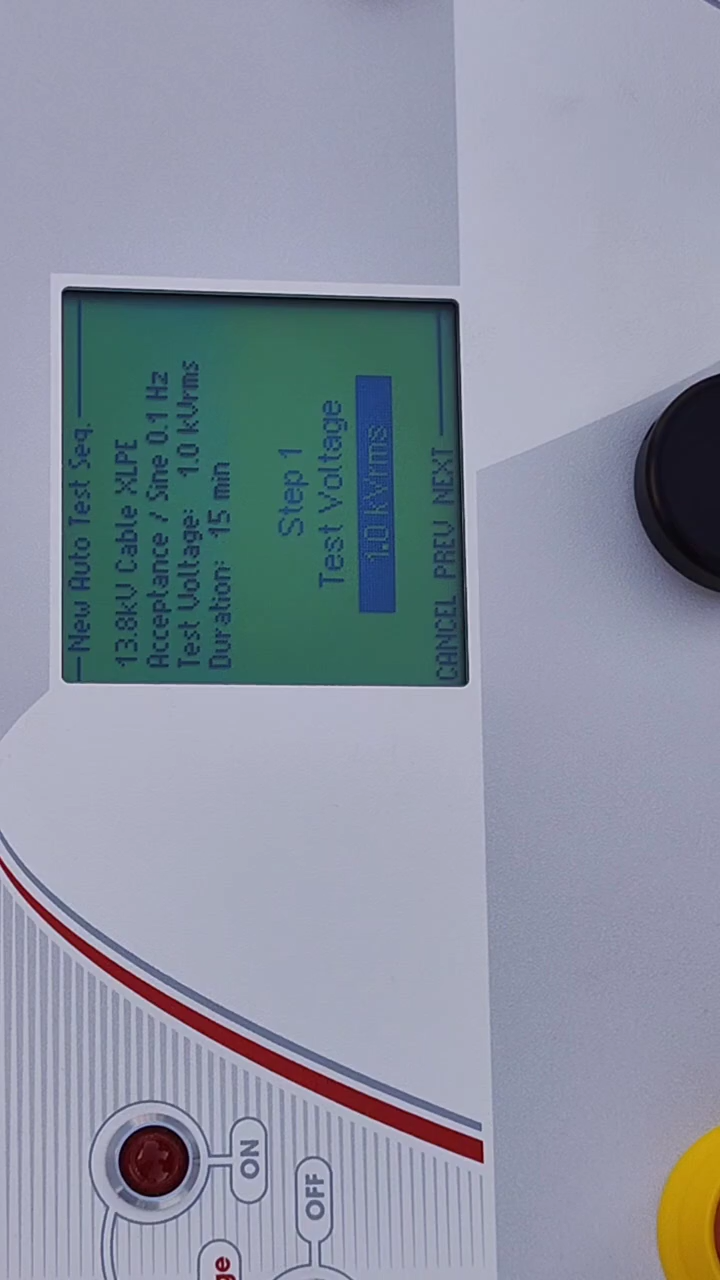 New Auto Test Seq.
13.8kV Cable XLPE
Acceptance / Sine 0.1 Hz
Test Voltage: 1.0 kVrms
Duration: 15 min
Step 1
Test Voltage
1.0 kVrms
CANCEL PREV NEXT
ON
OFF